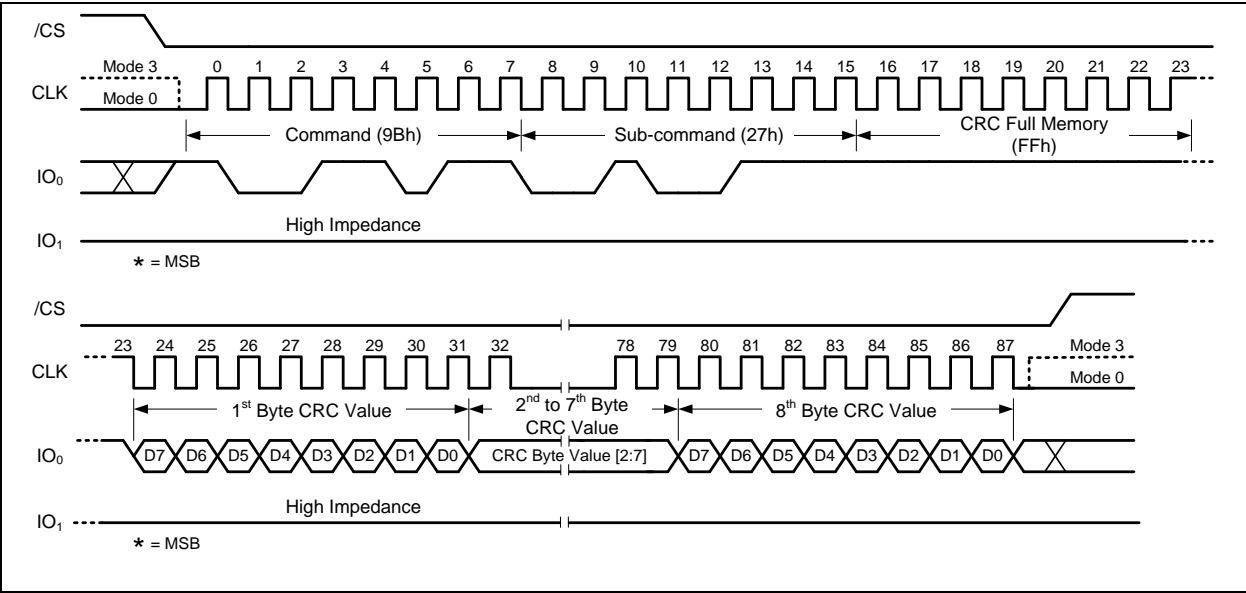 /CS
Mode 3 0 1 2 3 4 5 6 7 8 9 10 11 12 13 14 15 16 17 18 19 20 21 22 23
CLK
Mode 0
Command (9Bh) Sub-command (27h) CRC Full Memory
(FFh)
IO0
High Impedance
IO1
* = MSB
/CS
23 24 25 26 27 28 29 30 31 32 78 79 80 81 82 83 84 85 86 87 Mode 3
CLK
Mode 0
1st Byte CRC Value 2nd to 7th Byte
CRC Value 8th Byte CRC Value
IO0 D7 D6 D5 D4 D3 D2 D1 D0 CRC Byte Value [2:7] D7 D6 D5 D4 D3 D2 D1 D0
High Impedance
IO1
* = MSB